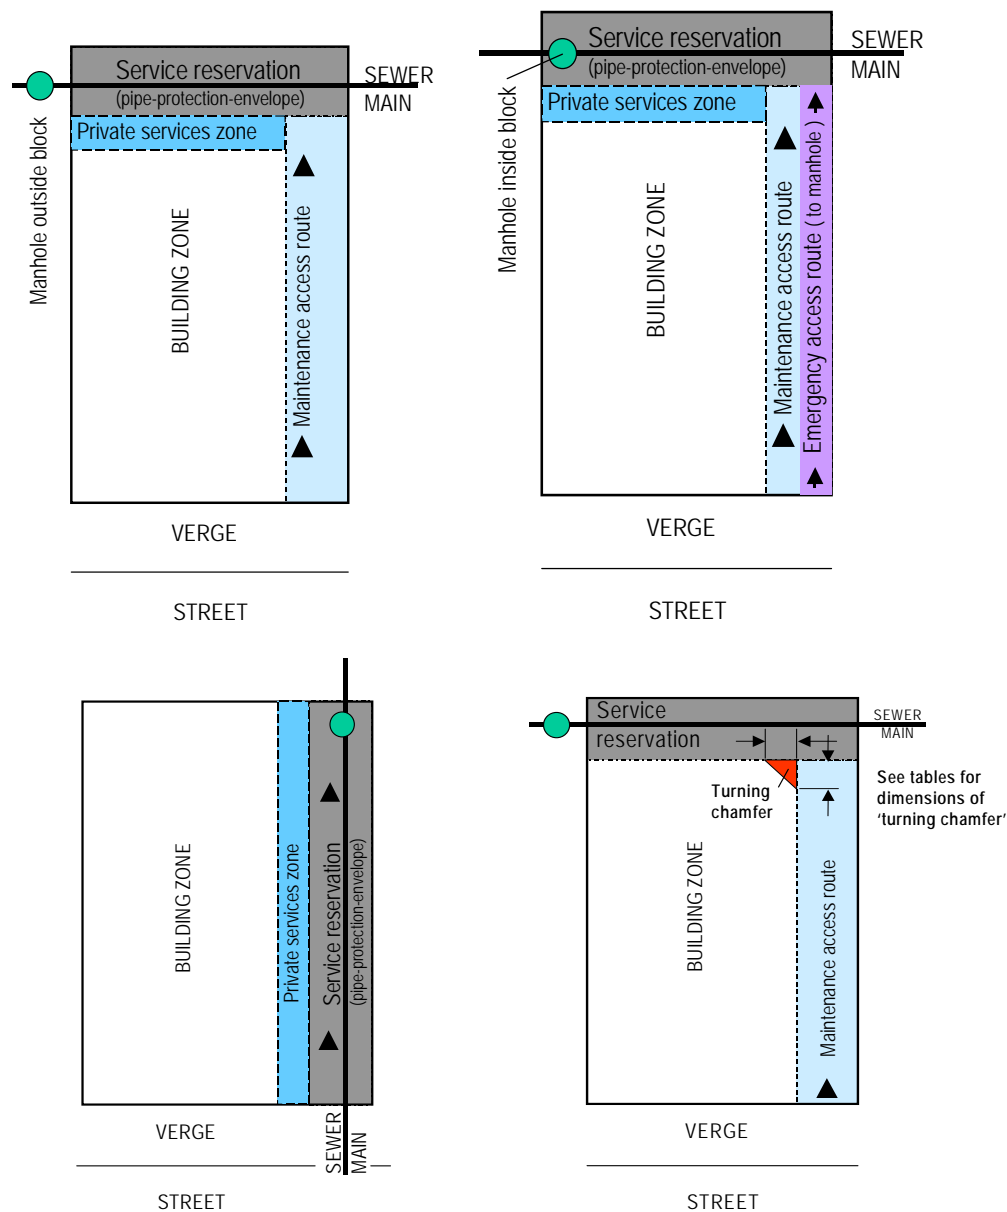 Service reservation
(pipe-protection-envelope)
SEWER
MAIN
Private services zone
Manhole outside block
BUILDING ZONE
Maintenance access route
VERGE
STREET
Service reservation
(pipe-protection-envelope)
SEWER
MAIN
Private services zone
Manhole inside block
BUILDING ZONE
Maintenance access route
Emergency access route ( to manhole )
VERGE
STREET
BUILDING ZONE
Private services zone
Service reservation
(pipe-protection-envelope)
VERGE
SEWER
MAIN
STREET
Service
reservation
SEWER
MAIN
Turning
chamfer
See tables for
dimensions of
'turning chamfer'
BUILDING ZONE
Maintenance access route
VERGE
STREET